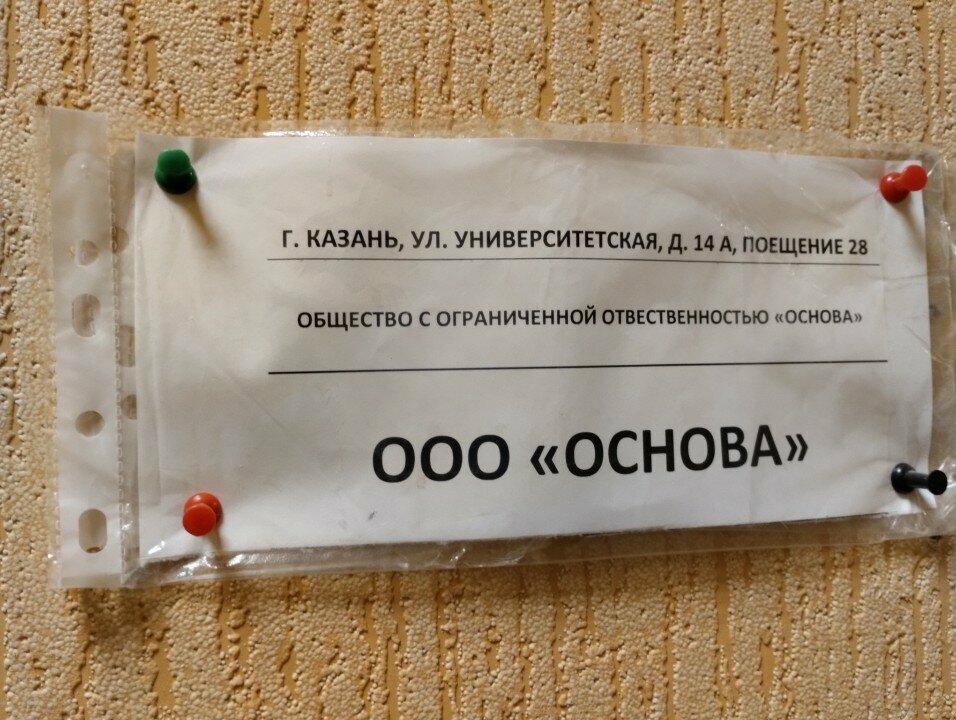 Г. КАЗАНЬ, УЛ. УНИВЕРСИТЕТСКАЯ, Д. 14 А, ПОЕЩЕНИЕ 28
ОБЩЕСТВО С ОГРАНИЧЕННОЙ ОТВЕСТВЕННОСТЬЮ «ОСНОВА»
ООО «ОСНОВА»